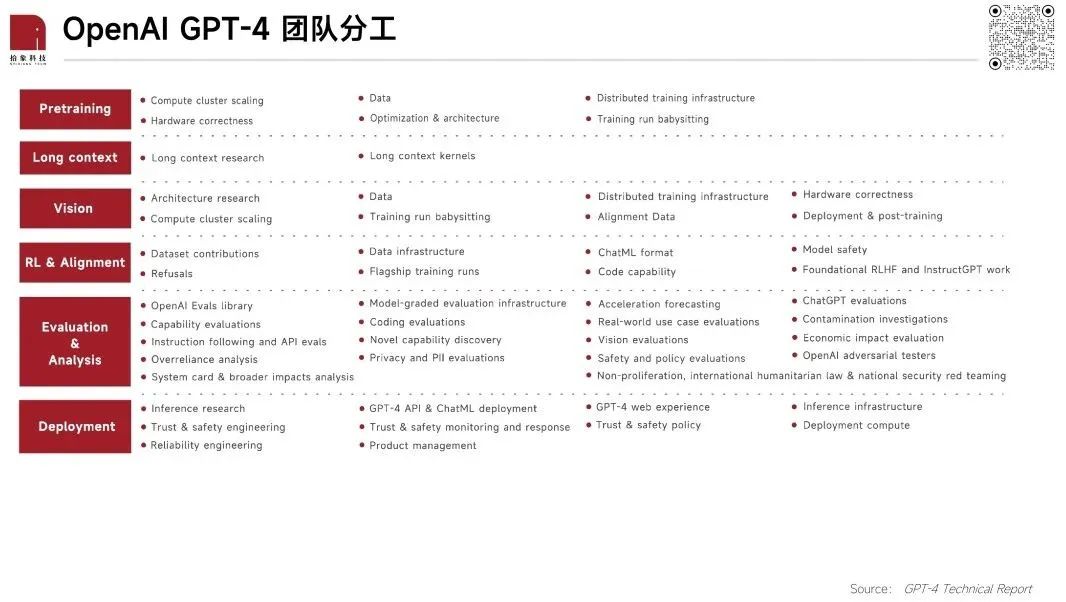 OpenAI GPT-4 团队分工
拾象科技
Pretraining
• Compute cluster scaling
• Data
• Distributed training infrastructure
• Hardware correctness
• Optimization & architecture
• Training run babysitting
Long context
• Long context research
• Long context kernels
Vision
• Architecture research
• Data
• Distributed training infrastructure
• Hardware correctness
• Compute cluster scaling
• Training run babysitting
• Alignment Data
• Deployment & post-training
RL & Alignment
• Dataset contributions
• Data infrastructure
• ChatML format
• Model safety
• Refusals
• Flagship training runs
• Code capability
• Foundational RLHF and InstructGPT work
Evaluation
&
Analysis
• OpenAI Evals library
• Model-graded evaluation infrastructure
• Acceleration forecasting
• ChatGPT evaluations
• Capability evaluations
• Coding evaluations
• Real-world use case evaluations
• Contamination investigations
• Instruction following and API evals
• Novel capability discovery
• Vision evaluations
• Economic impact evaluation
• Overreliance analysis
• Privacy and PII evaluations
• Safety and policy evaluations
• OpenAI adversarial testers
• System card & broader impacts analysis
• Non-proliferation, international humanitarian law & national security red teaming
Deployment
• Inference research
• GPT-4 API & ChatML deployment
• GPT-4 web experience
• Inference infrastructure
• Trust & safety engineering
• Trust & safety monitoring and response
• Trust & safety policy
• Deployment compute
• Reliability engineering
• Product management
Source: GPT-4 Technical Report